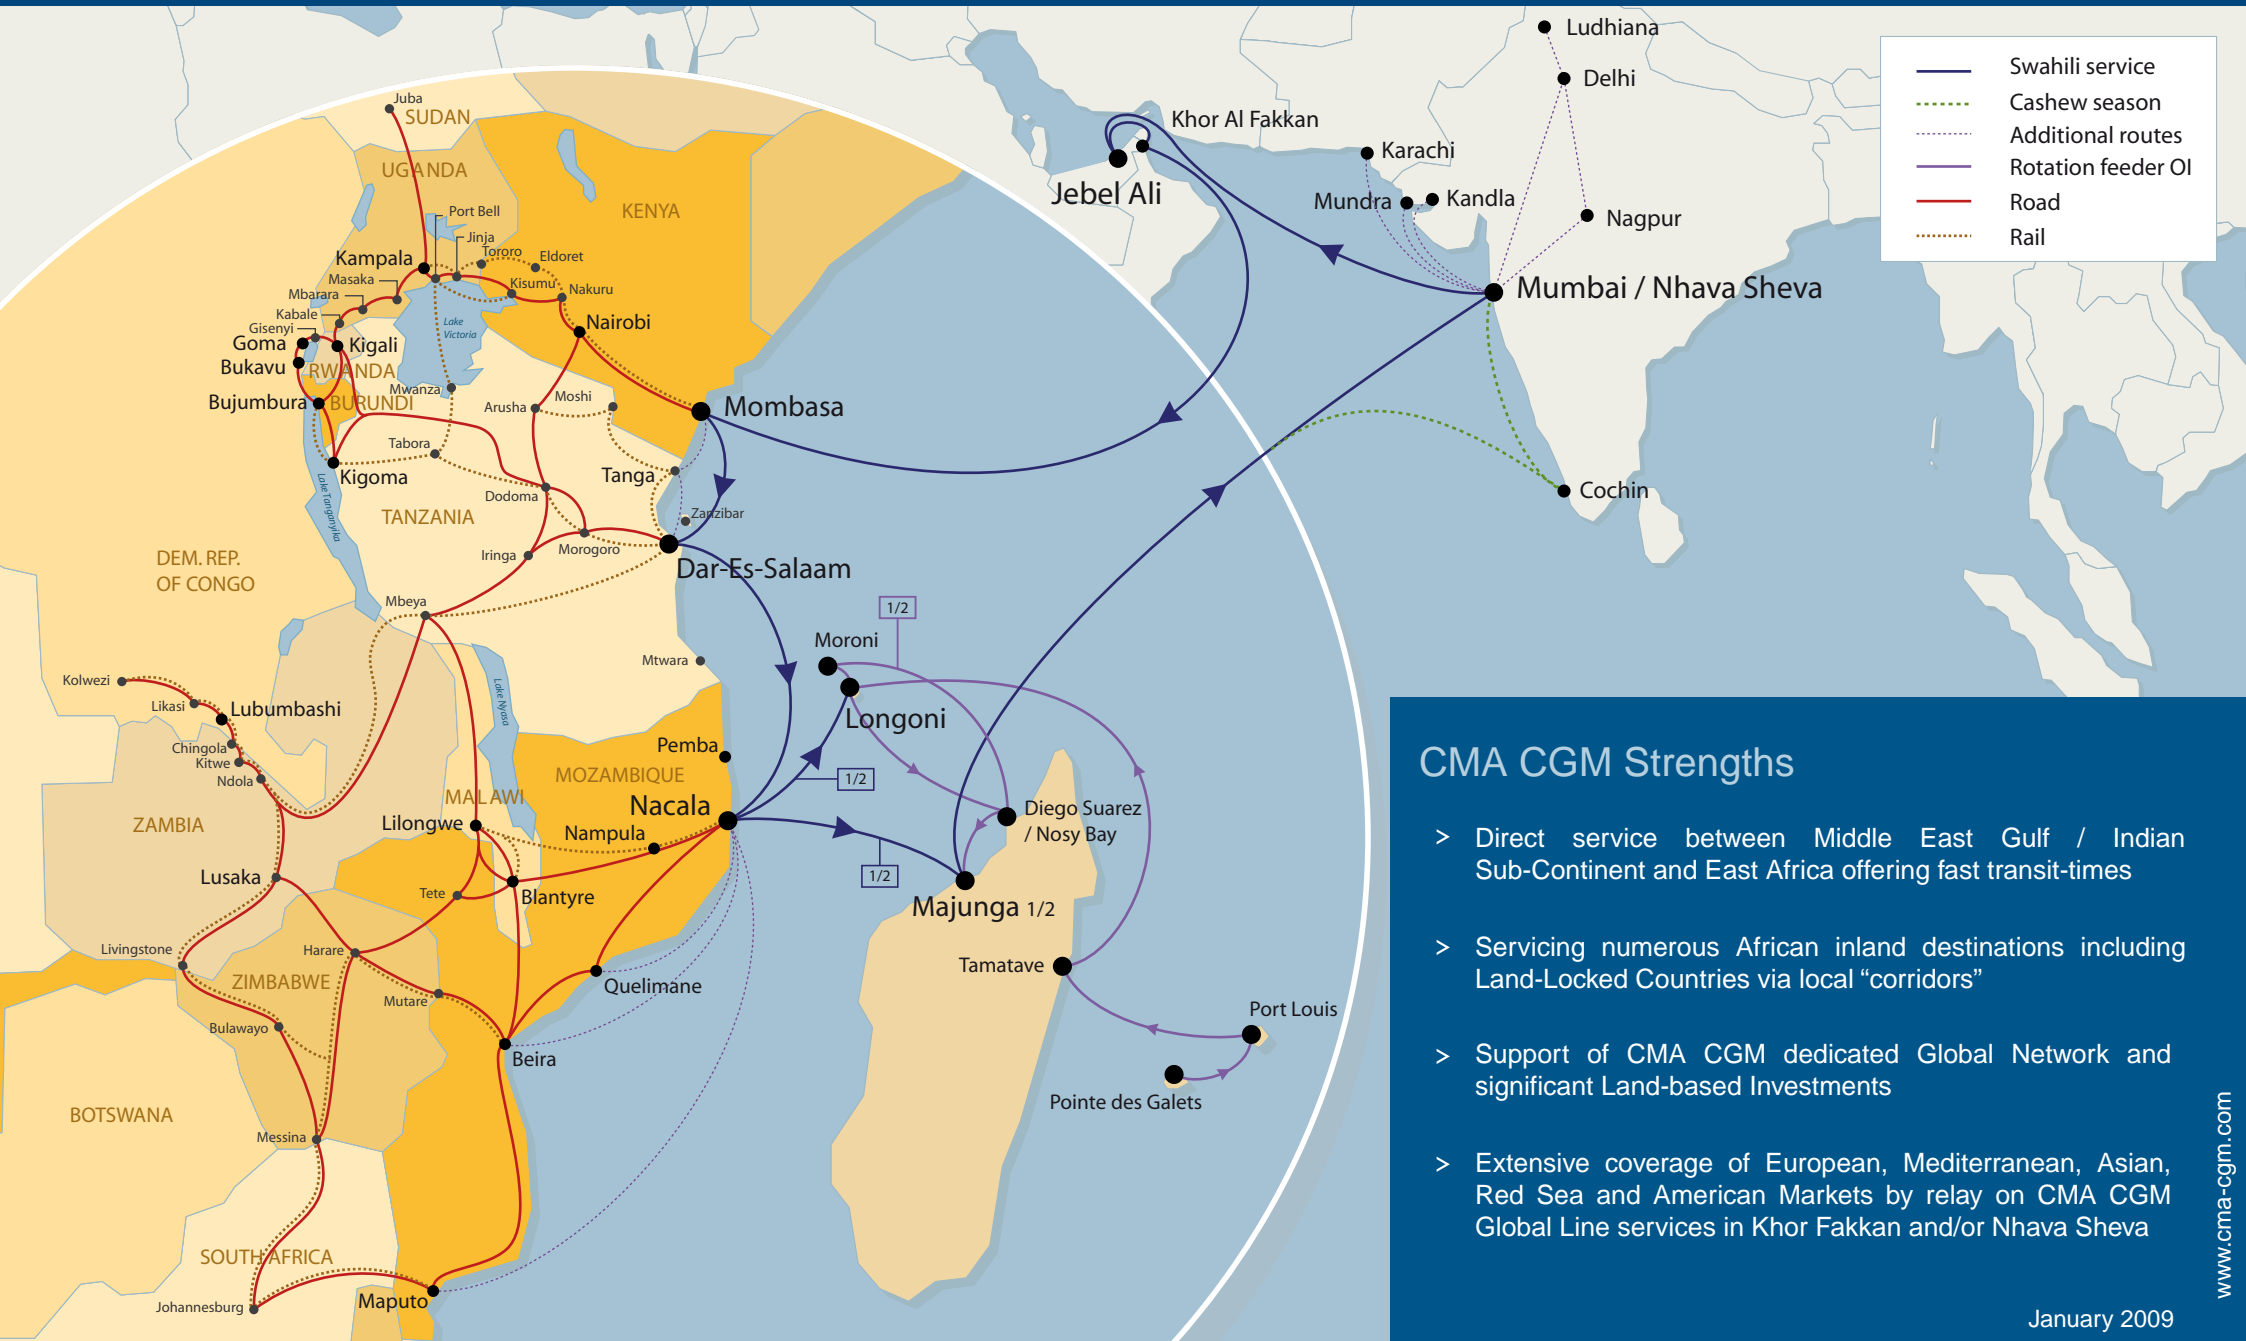 Ludhiana
Delhi
Khor Al Fakkan
Karachi
Jebel Ali
Mundra
Kandla
Nagpur
Mumbai / Nhava Sheva
Cochin
Swahili service
Cashew season
Additional routes
Rotation feeder OI
Road
Rail
Juba
SUDAN
UGANDA
KENYA
Port Bell
Jinja
Tororo
Eldoret
Kampala
Masaka
Kisumu
Nakuru
Mbarara
Kabale
Gisenyi
Lake
Victoria
Nairobi
Goma
Kigali
Bukavu
RWANDA
Mwanza
Bujumbura
BURUNDI
Arusha
Moshi
Mombasa
Tabora
Kigoma
Tanga
Dodoma
Lake Tanganyika
TANZANIA
Zanzibar
Iringa
Morogoro
Dar-Es-Salaam
DEM. REP.
OF CONGO
Mbeya
1/2
Moroni
Mtwara
Kolwezi
Lake Nyasa
Likasi
Lubumbashi
Longoni
Chingola
Kitwe
Ndola
Pemba
MOZAMBIQUE
1/2
MALAWI
Nacala
ZAMBIA
Lilongwe
Nampula
Diego Suarez
/ Nosy Bay
1/2
Lusaka
Tete
Blantyre
Majunga 1/2
Livingstone
Harare
Tamatave
ZIMBABWE
Quelimane
Mutare
Port Louis
Bulawayo
Beira
Pointe des Galets
BOTSWANA
Messina
SOUTH AFRICA
Johannesburg
Maputo
CMA CGM Strengths
> Direct service between Middle East Gulf / Indian
Sub-Continent and East Africa offering fast transit-times
> Servicing numerous African inland destinations including
Land-Locked Countries via local “corridors”
> Support of CMA CGM dedicated Global Network and
significant Land-based Investments
> Extensive coverage of European, Mediterranean, Asian,
Red Sea and American Markets by relay on CMA CGM
Global Line services in Khor Fakkan and/or Nhava Sheva
www.cma-cgm.com
January 2009